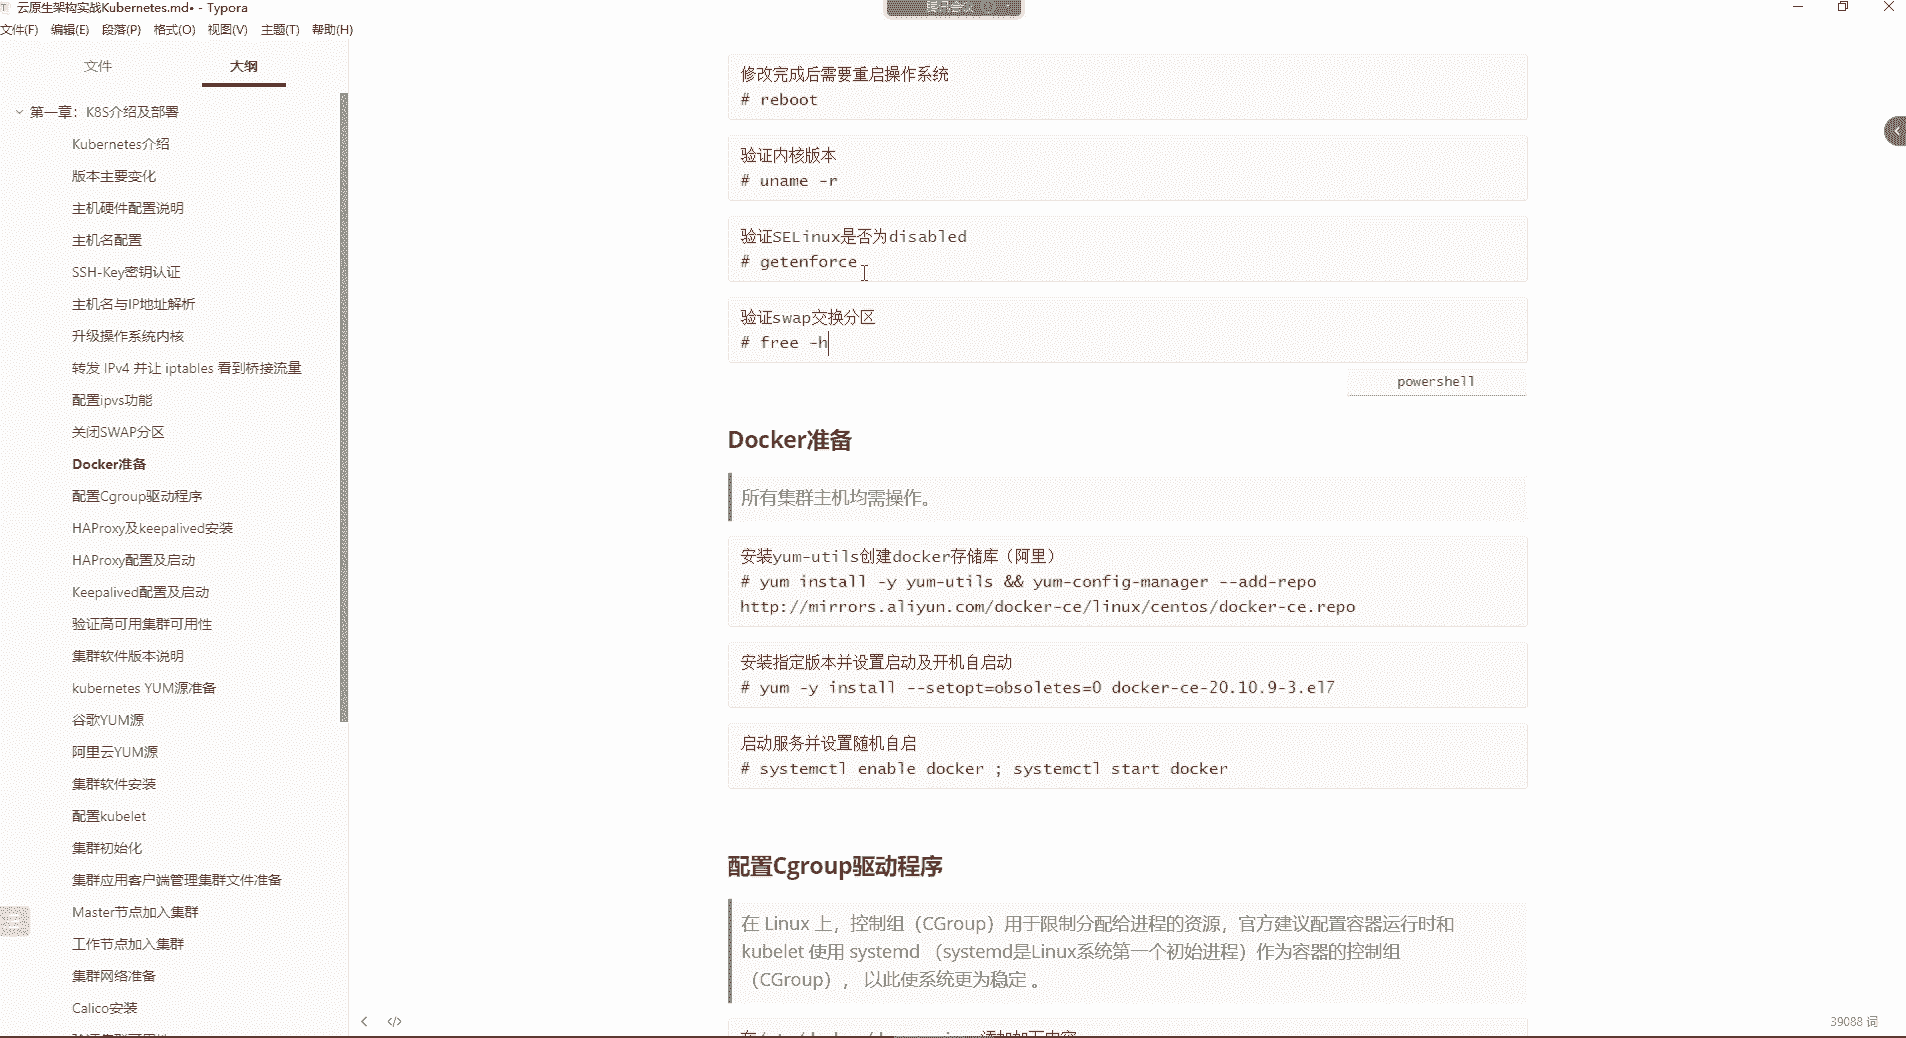 云原生架构实战Kubernetes.md• - Typora
文件(F) 编辑(E) 段落(P) 格式(O) 视图(V) 主题(T) 帮助(H)
文件 大纲
第一章：K8S介绍及部署
Kubernetes介绍
版本主要变化
主机硬件配置说明
主机名配置
SSH-Key密钥认证
主机名与IP地址解析
升级操作系统内核
转发 IPv4 并让 iptables 看到桥接流量
配置ipvs功能
关闭SWAP分区
Docker准备
配置Cgroup驱动程序
HAProxy及keepalived安装
HAProxy配置及启动
Keepalived配置及启动
验证高可用集群可用性
集群软件版本说明
kubernetes YUM源准备
谷歌YUM源
阿里云YUM源
集群软件安装
配置kubelet
集群初始化
集群应用客户端管理集群文件准备
Master节点加入集群
工作节点加入集群
集群网络准备
Calico安装
修改完成后需要重启操作系统
# reboot
验证内核版本
# uname -r
验证SELinux是否为disabled
# getenforce
验证swap交换分区
# free -h
powershell
Docker准备
所有集群主机均需操作。
安装yum-utils创建docker存储库（阿里）
# yum install -y yum-utils && yum-config-manager --add-repo
http://mirrors.aliyun.com/docker-ce/linux/centos/docker-ce.repo
安装指定版本并设置启动及开机自启动
# yum -y install --setopt=obsoletes=0 docker-ce-20.10.9-3.el7
启动服务并设置随机自启
# systemctl enable docker ; systemctl start docker
配置Cgroup驱动程序
在 Linux 上，控制组（CGroup）用于限制分配给进程的资源，官方建议配置容器运行时和
kubelet 使用 systemd （systemd是Linux系统第一个初始进程）作为容器的控制组
（CGroup）， 以此使系统更为稳定 。
39088 词